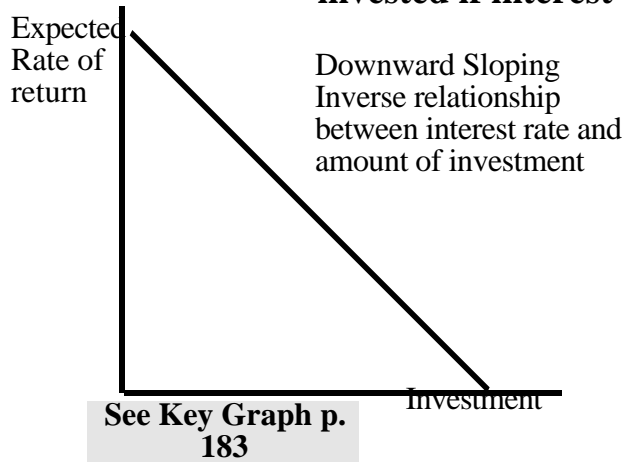 invested if interest
Expected
Rate of
return
Downward Sloping
Inverse relationship
between interest rate and
amount of investment
Investment
See Key Graph p.
183